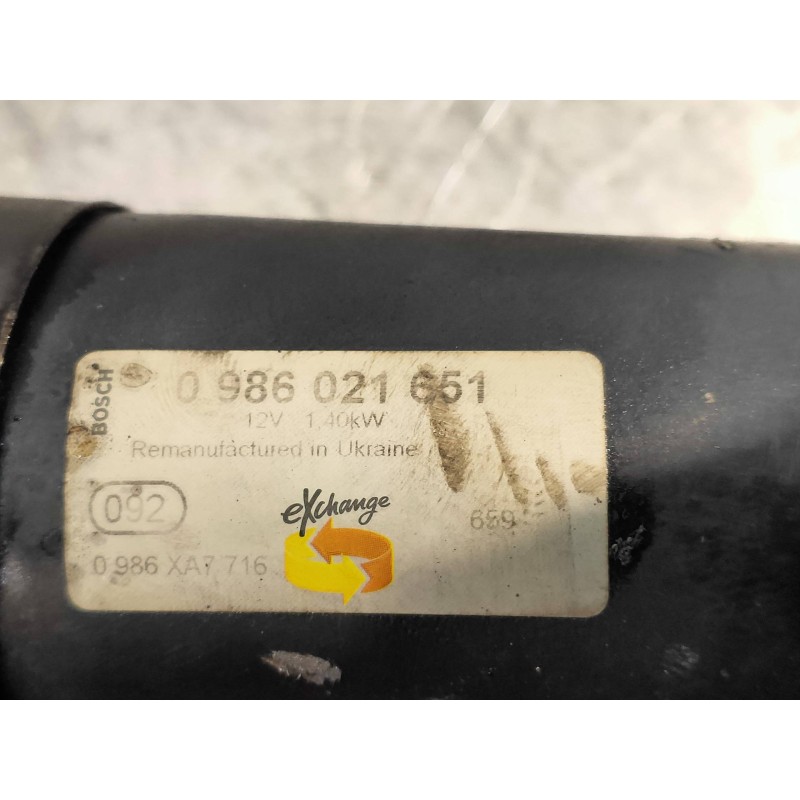 BOSCH
0 986 021 651
12V 1,40kW
Remanufactured in Ukraine
092
eXchange
659
0 986 XA7 716